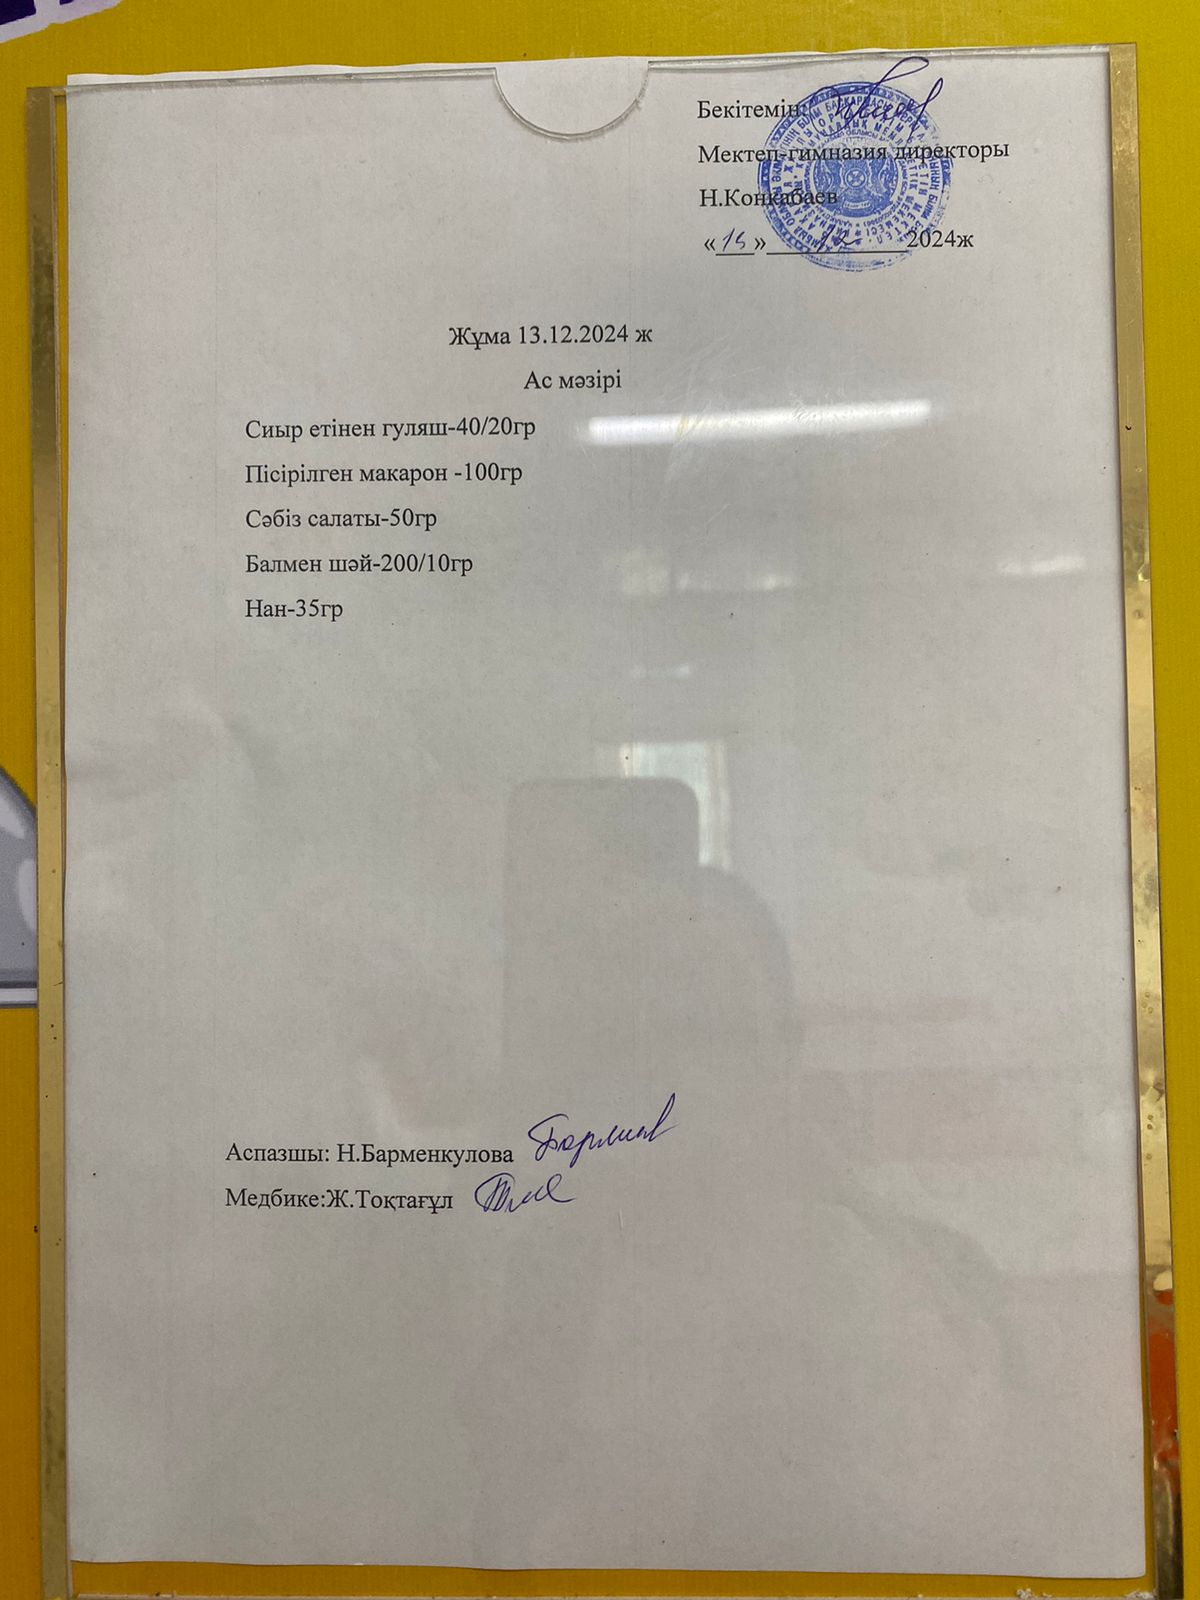 Бекітемін:
Мектеп-гимназия директоры
Н.Конкабаев
«13»   12   2024ж
Жұма 13.12.2024 ж
Ас мәзірі
Сиыр етінен гуляш-40/20гр
Пісірілген макарон -100гр
Сәбіз салаты-50гр
Балмен шәй-200/10гр
Нан-35гр
Аспазшы: Н.Барменкулова
Медбике:Ж.Тоқтағұл